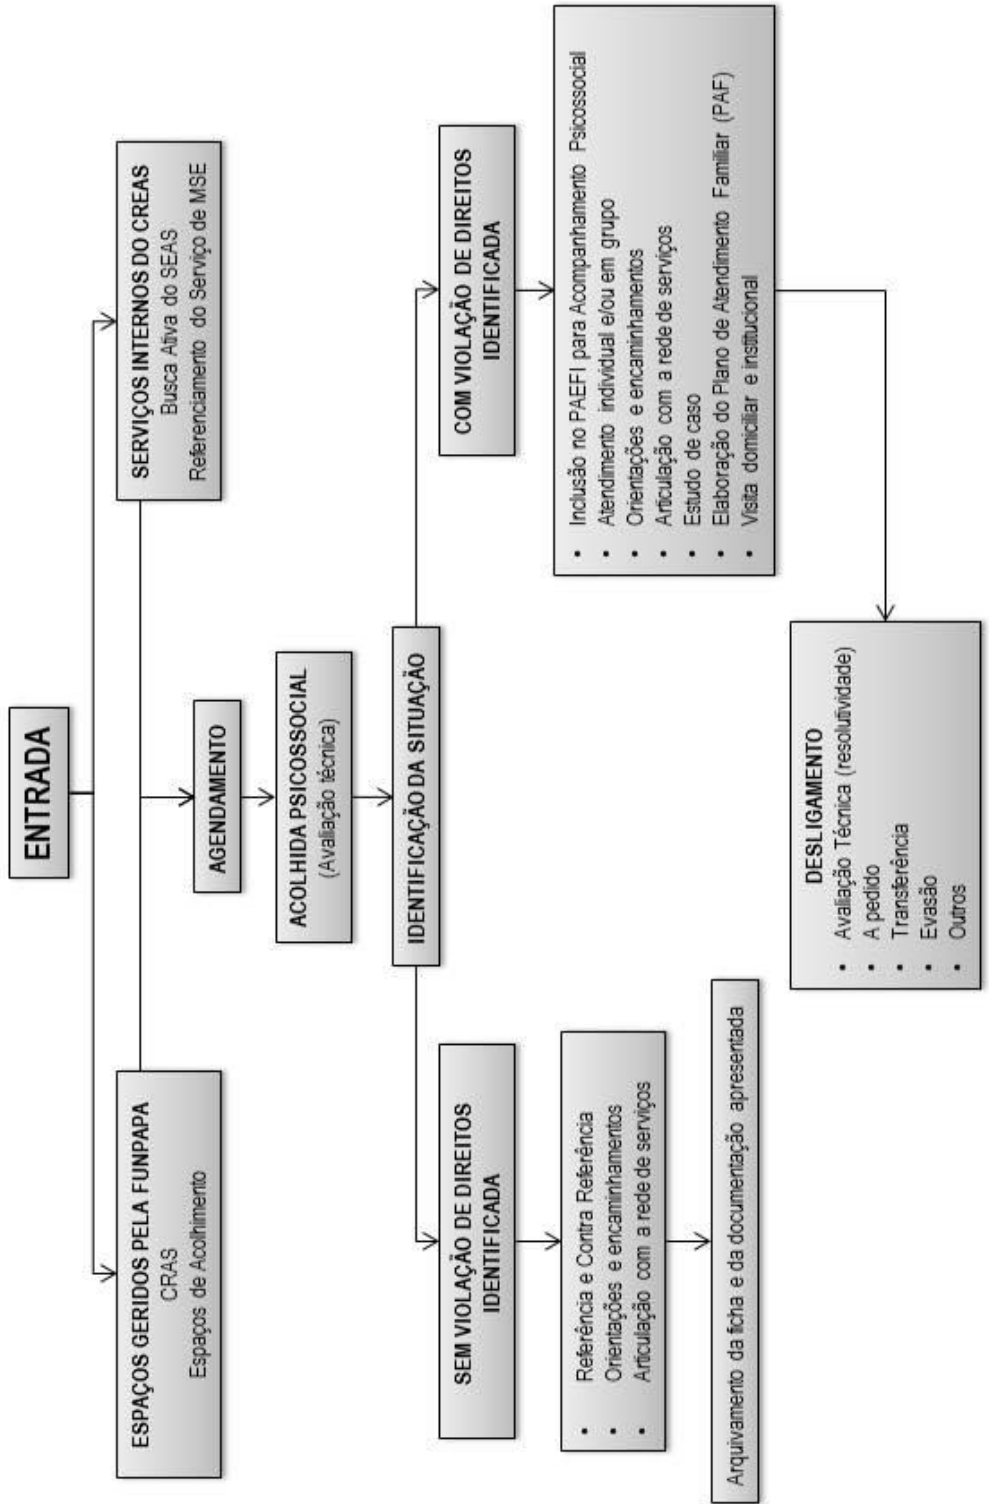 ENTRADA
ESPAÇOS GERIDOS PELA FUNPAPA
CRAS
Espaços de Acolhimento
SERVIÇOS INTERNOS DO CREAS
Busca Ativa do SEAS
Referenciamento do Serviço de MSE
AGENDAMENTO
ACOLHIDA PSICOSSOCIAL
(Avaliação técnica)
IDENTIFICAÇÃO DA SITUAÇÃO
SEM VIOLAÇÃO DE DIREITOS
IDENTIFICADA
COM VIOLAÇÃO DE DIREITOS
IDENTIFICADA
• Referência e Contra Referência
• Orientações e encaminhamentos
• Articulação com a rede de serviços
• Inclusão no PAEFI para Acompanhamento Psicossocial
• Atendimento individual e/ou em grupo
• Orientações e encaminhamentos
• Articulação com a rede de serviços
• Estudo de caso
• Elaboração do Plano de Atendimento Familiar (PAF)
• Visita domiciliar e institucional
Arquivamento da ficha e da documentação apresentada
DESLIGAMENTO
• Avaliação Técnica (resolutividade)
• A pedido
• Transferência
• Evasão
• Outros